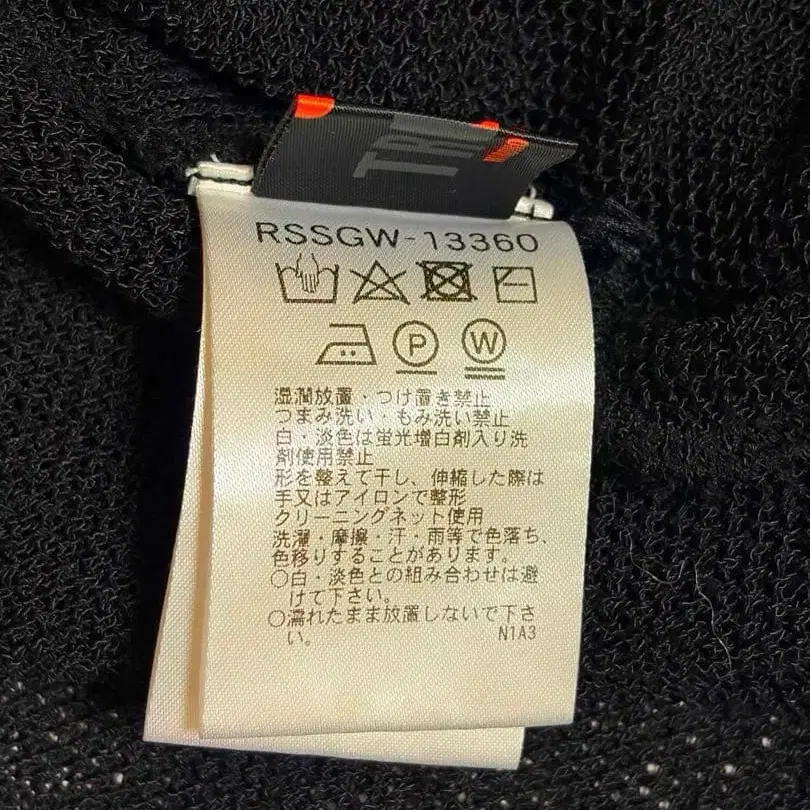 TR
RSSGW-13360
P W
湿潤放置・つけ置き禁止
つまみ洗い・もみ洗い禁止
白・淡色は蛍光増白剤入り洗
剤使用禁止
形を整えて干し、伸縮した際は
手又はアイロンで整形
クリーニングネット使用
洗濯・摩擦・汗・雨等で色落ち、
色移りすることがあります。
○白・淡色との組み合わせは避
けて下さい。
○濡れたまま放置しないで下さ
い。
N1A3